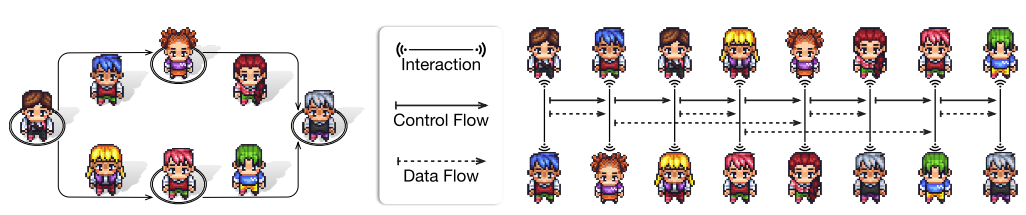 Interaction
Control Flow
Data Flow